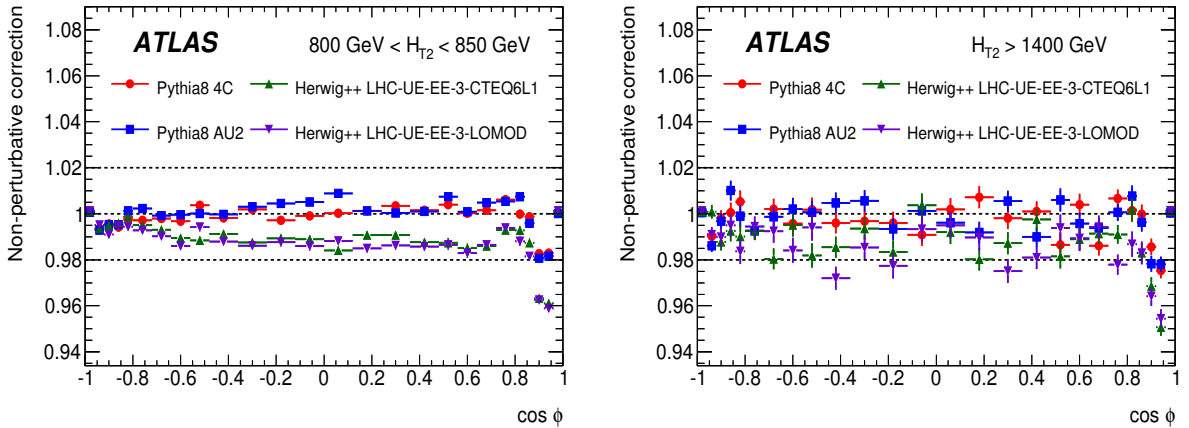 Non-perturbative correction
1.08
1.06
1.04
1.02
1
0.98
0.96
0.94
ATLAS
800 GeV < H_T2 < 850 GeV
Pythia8 4C
Herwig++ LHC-UE-EE-3-CTEQ6L1
Pythia8 AU2
Herwig++ LHC-UE-EE-3-LOMOD
-1 -0.8 -0.6 -0.4 -0.2 0 0.2 0.4 0.6 0.8 1
cos ϕ
Non-perturbative correction
1.08
1.06
1.04
1.02
1
0.98
0.96
0.94
ATLAS
H_T2 > 1400 GeV
Pythia8 4C
Herwig++ LHC-UE-EE-3-CTEQ6L1
Pythia8 AU2
Herwig++ LHC-UE-EE-3-LOMOD
-1 -0.8 -0.6 -0.4 -0.2 0 0.2 0.4 0.6 0.8 1
cos ϕ